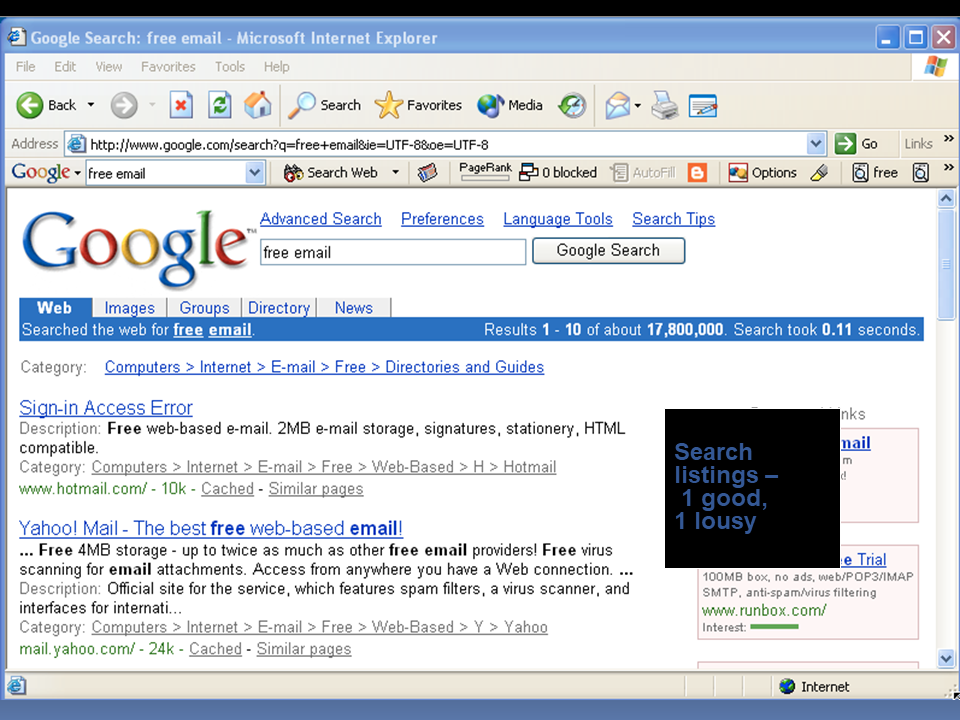 Google Search: free email - Microsoft Internet Explorer
File Edit View Favorites Tools Help
Back Search Favorites Media
Address http://www.google.com/search?q=free+email&ie=UTF-8&oe=UTF-8 Go Links »
Google free email Search Web PageRank 0 blocked AutoFill Options free »
Google™
Advanced Search Preferences Language Tools Search Tips
free email Google Search
Web Images Groups Directory News
Searched the web for free email. Results 1 - 10 of about 17,800,000. Search took 0.11 seconds.
Category: Computers > Internet > E-mail > Free > Directories and Guides
Sign-in Access Error
Description: Free web-based e-mail. 2MB e-mail storage, signatures, stationery, HTML
compatible.
Category: Computers > Internet > E-mail > Free > Web-Based > H > Hotmail
www.hotmail.com/ - 10k - Cached - Similar pages
Yahoo! Mail - The best free web-based email!
... Free 4MB storage - up to twice as much as other free email providers! Free virus
scanning for email attachments. Access from anywhere you have a Web connection. ...
Description: Official site for the service, which features spam filters, a virus scanner, and
interfaces for internati...
Category: Computers > Internet > E-mail > Free > Web-Based > Y > Yahoo
mail.yahoo.com/ - 24k - Cached - Similar pages
Search
listings –
1 good,
1 lousy
Trial
100MB box, no ads, web/POP3/IMAP
SMTP, anti-spam/virus filtering
www.runbox.com/
Interest:
Internet